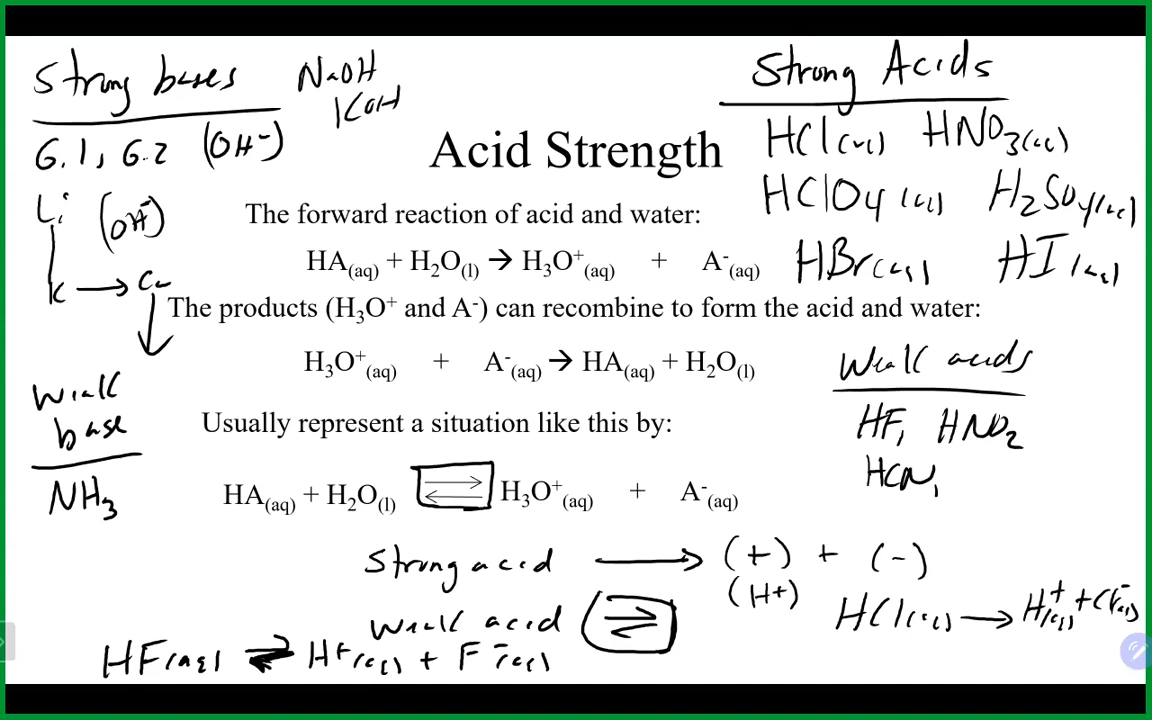 Strong bases NaOH
KOH
G.1, G.2 (OH⁻)
Li (OH⁻)
K → Ca
Weak
base
NH₃
Strong Acids
HCl(aq) HNO₃(aq)
HClO₄(aq) H₂SO₄(aq)
HBr(aq) HI(aq)
Weak acids
HF, HNO₂
HCN,
Acid Strength
The forward reaction of acid and water:
HA(aq) + H₂O(l) → H₃O⁺(aq) + A⁻(aq)
The products (H₃O⁺ and A⁻) can recombine to form the acid and water:
H₃O⁺(aq) + A⁻(aq) → HA(aq) + H₂O(l)
Usually represent a situation like this by:
HA(aq) + H₂O(l) ⇌ H₃O⁺(aq) + A⁻(aq)
Strong acid → (+) + (-)
(H+)
HCl(aq) → H⁺(aq) + Cl⁻(aq)
Weak acid ⇌
HF(aq) ⇌ H⁺(aq) + F⁻(aq)